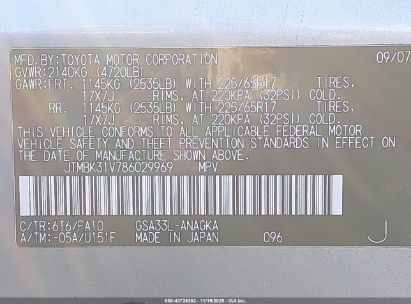 MFD.BY:TOYOTA MOTOR CORPORATION 09/07
GVWR:2140KG (4720LB)
GAWR:FRT. 1145KG (2535LB) WITH 225/65R17 TIRES.
17X7J RIMS. AT 220KPA (32PSI) COLD.
RR. 1145KG (2535LB) WITH 225/65R17 TIRES.
17X7J RIMS. AT 220KPA (32PSI) COLD.
THIS VEHICLE CONFORMS TO ALL APPLICABLE FEDERAL MOTOR
VEHICLE SAFETY AND THEFT PREVENTION STANDARDS IN
EFFECT ON THE DATE OF MANUFACTURE SHOWN ABOVE.
JTMBK31V786029969 MPV
C/TR:6T6/FA10 GSA33L-ANAGKA
A/TM:-05A/U151F MADE IN JAPAN C96 J